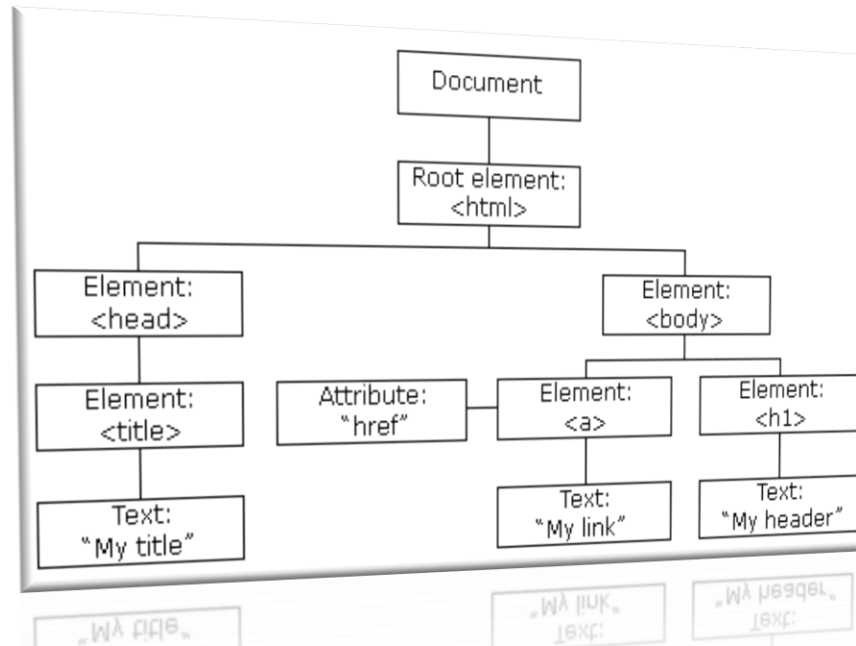 Document
Root element:
<html>
Element:
<head>
Element:
<body>
Element:
<title>
Attribute:
“href”
Element:
<a>
Element:
<h1>
Text:
“My title”
Text:
“My link”
Text:
“My header”